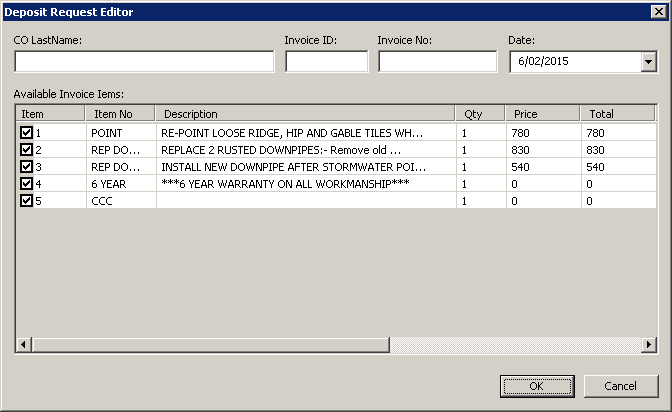 Deposit Request Editor
CO LastName: Invoice ID: Invoice No: Date:
6/02/2015
Available Invoice Iems:
Item Item No Description Qty Price Total
1 POINT RE-POINT LOOSE RIDGE, HIP AND GABLE TILES WH... 1 780 780
2 REP DO... REPLACE 2 RUSTED DOWNPIPES:- Remove old ... 1 830 830
3 REP DO... INSTALL NEW DOWNPIPE AFTER STORMWATER POI... 1 540 540
4 6 YEAR ***6 YEAR WARRANTY ON ALL WORKMANSHIP*** 1 0 0
5 CCC 1 0 0
OK Cancel